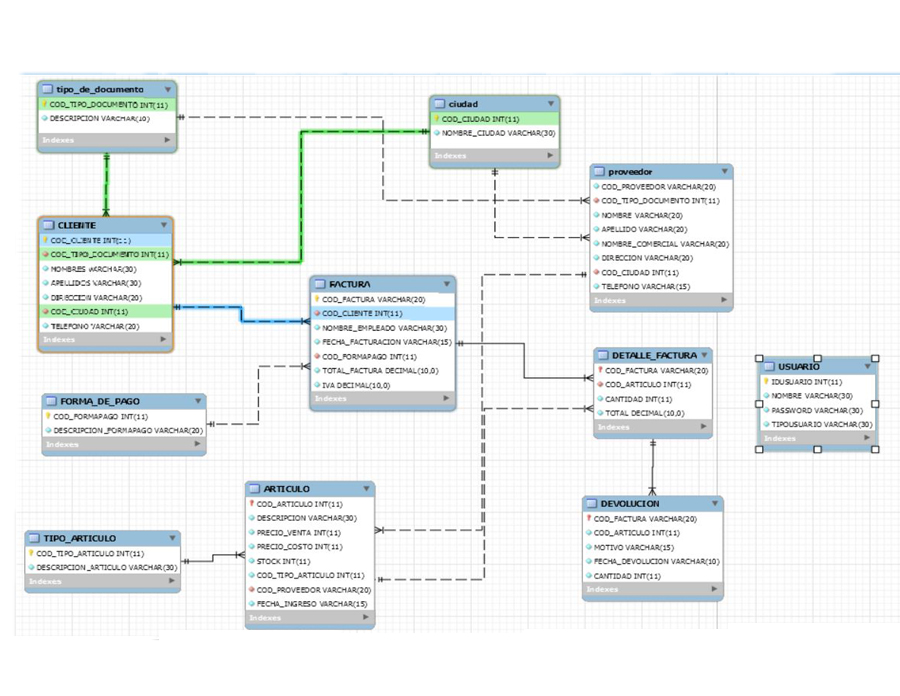 tipo_de_documento
COD_TIPO_DOCUMENTO INT(11)
DESCRIPCION VARCHAR(10)
Indexes
ciudad
COD_CIUDAD INT(11)
NOMBRE_CIUDAD VARCHAR(30)
Indexes
proveedor
COD_PROVEEDOR VARCHAR(20)
COD_TIPO_DOCUMENTO INT(11)
NOMBRE VARCHAR(20)
APELLIDO VARCHAR(20)
NOMBRE_COMERCIAL VARCHAR(20)
DIRECCION VARCHAR(20)
COD_CIUDAD INT(11)
TELEFONO VARCHAR(15)
Indexes
CLIENTE
COC_CLIENTE INT(11)
COC_TIPO_DOCUMENTO INT(11)
NOMBRES VARCHAR(30)
APELLIDOS VARCHAR(30)
DIRECCION VARCHAR(20)
COC_CIUDAD INT(11)
TELEFONO VARCHAR(20)
Indexes
FACTURA
COD_FACTURA VARCHAR(20)
COD_CLIENTE INT(11)
NOMBRE_EMPLEADO VARCHAR(30)
FECHA_FACTURACION VARCHAR(15)
COD_FORMAPAGO INT(11)
TOTAL_FACTURA DECIMAL(10,0)
IVA DECIMAL(10,0)
Indexes
DETALLE_FACTURA
COD_FACTURA VARCHAR(20)
COD_ARTICULO INT(11)
CANTIDAD INT(11)
TOTAL DECIMAL(10,0)
Indexes
USUARIO
IDUSUARIO INT(11)
NOMBRE VARCHAR(30)
PASSWORD VARCHAR(30)
TIPOUSUARIO VARCHAR(30)
Indexes
FORMA_DE_PAGO
COD_FORMAPAGO INT(11)
DESCRIPCION_FORMAPAGO VARCHAR(20)
Indexes
ARTICULO
COD_ARTICULO INT(11)
DESCRIPCION VARCHAR(30)
PRECIO_VENTA INT(11)
PRECIO_COSTO INT(11)
STOCK INT(11)
COD_TIPO_ARTICULO INT(11)
COD_PROVEEDOR VARCHAR(20)
FECHA_INGRESO VARCHAR(15)
Indexes
DEVOLUCION
COD_FACTURA VARCHAR(20)
COD_ARTICULO INT(11)
MOTIVO VARCHAR(15)
FECHA_DEVOLUCION VARCHAR(10)
CANTIDAD INT(11)
Indexes
TIPO_ARTICULO
COD_TIPO_ARTICULO INT(11)
DESCRIPCION_ARTICULO VARCHAR(30)
Indexes